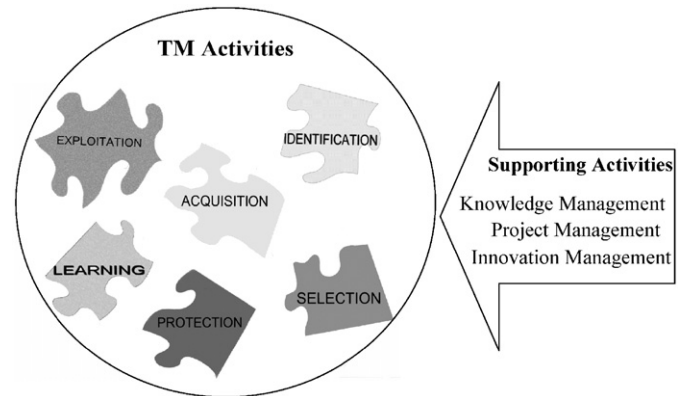 TM Activities
EXPLOITATION
IDENTIFICATION
ACQUISITION
LEARNING
PROTECTION
SELECTION
Supporting Activities
Knowledge Management
Project Management
Innovation Management